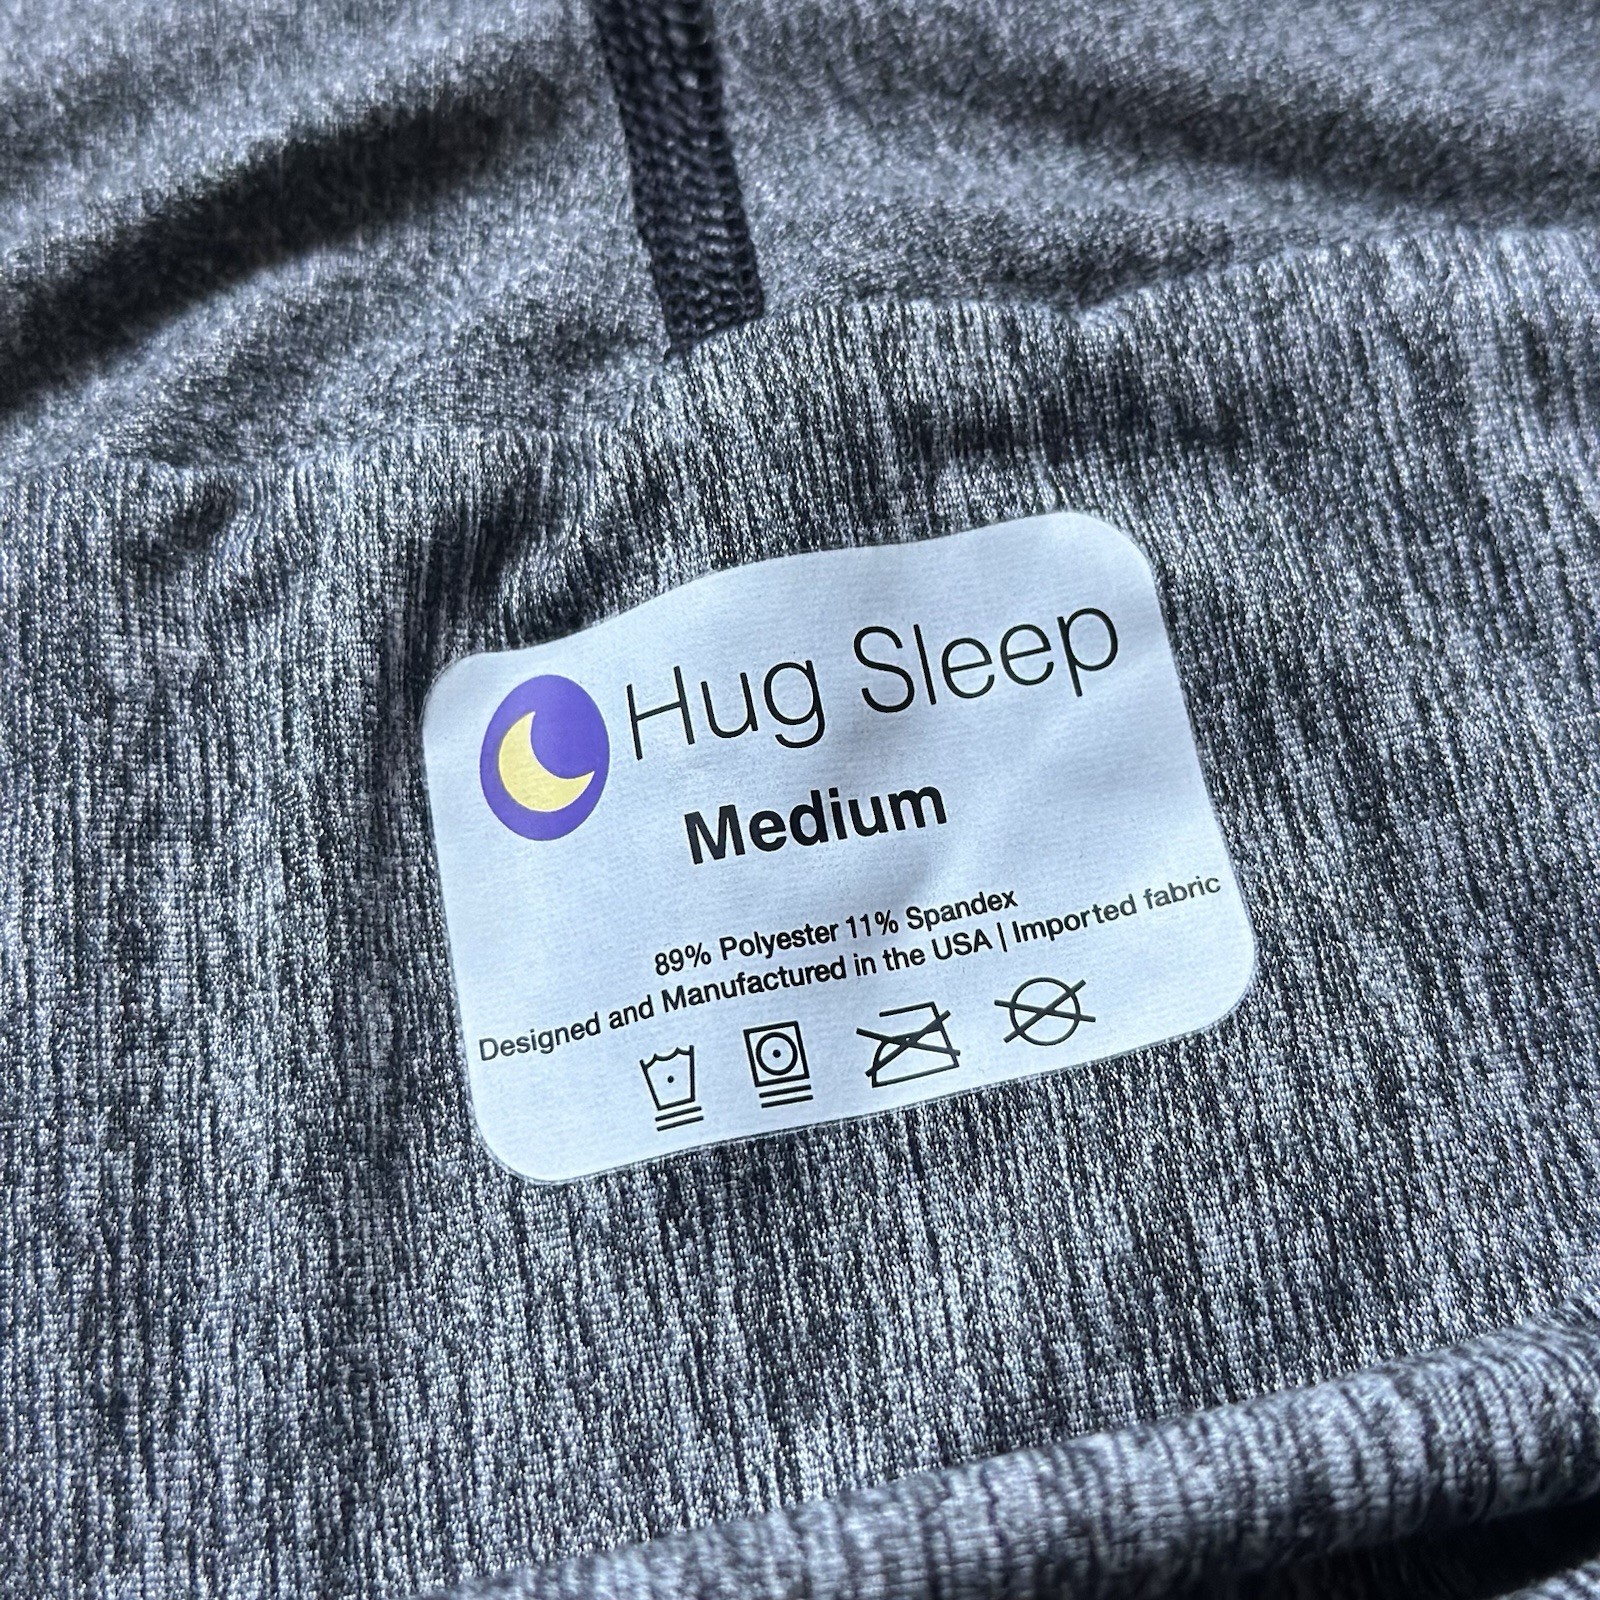 Hug Sleep
Medium
89% Polyester 11% Spandex
Designed and Manufactured in the USA | Imported fabric